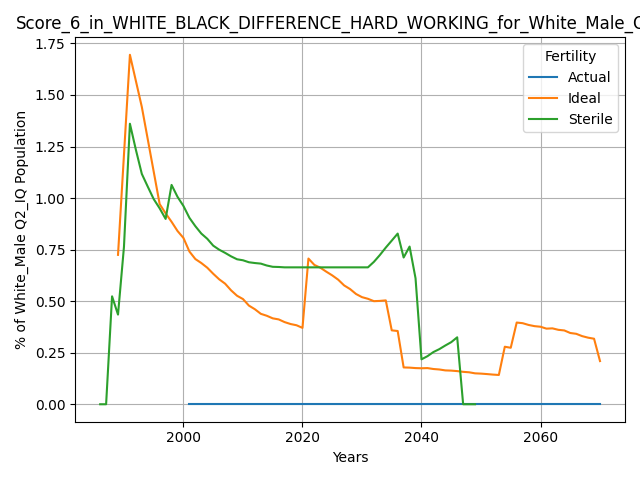 Score_6_in_WHITE_BLACK_DIFFERENCE_HARD_WORKING_for_White_Male_
% of White_Male Q2_IQ Population
1.75
1.50
1.25
1.00
0.75
0.50
0.25
0.00
Fertility
Actual
Ideal
Sterile
2000 2020 2040 2060
Years